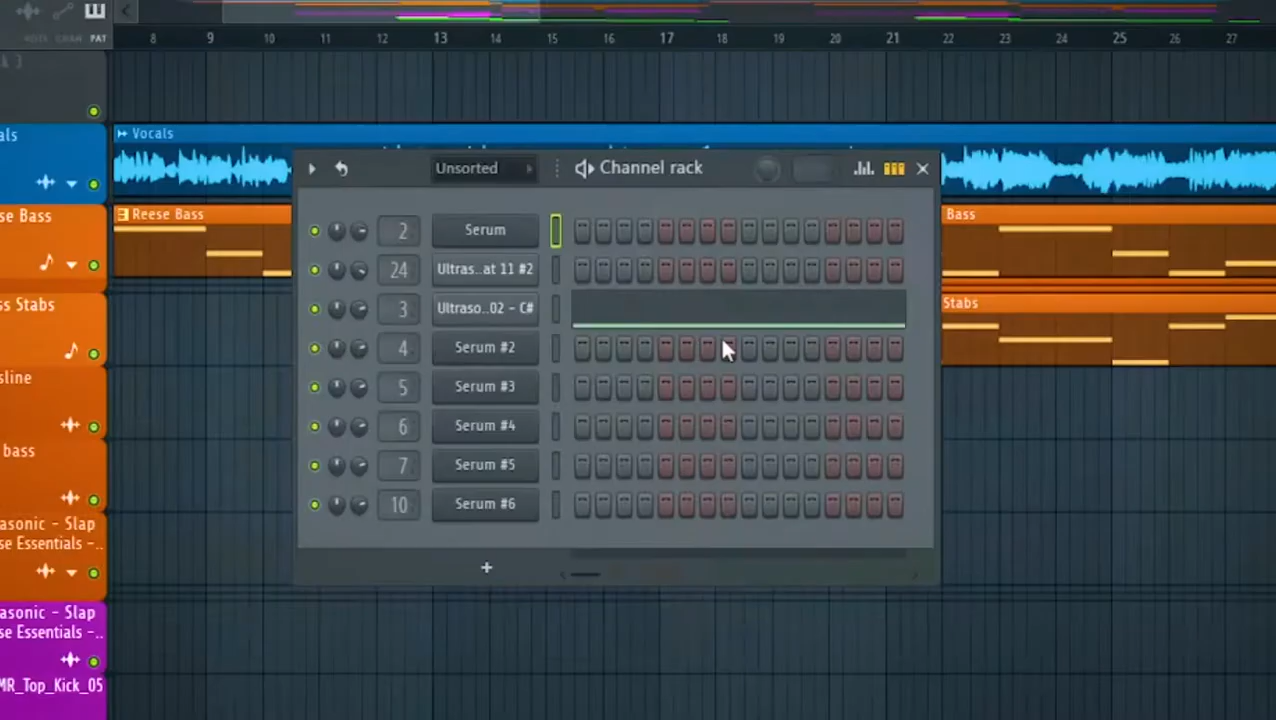 NOTE CHAN PAT
8 9 10 11 12 13 14 15 16 17 18 19 20 21 22 23 24 25 26 27
k 3
als
Vocals
se Bass
Reese Bass
Bass
ss Stabs
Stabs
sline
bass
asonic - Slap
se Essentials -..
asonic - Slap
se Essentials -..
MR_Top_Kick_05
Unsorted
Channel rack
2 Serum
24 Ultras..at 11 #2
3 Ultraso..02 - C#
4 Serum #2
5 Serum #3
6 Serum #4
7 Serum #5
10 Serum #6
+